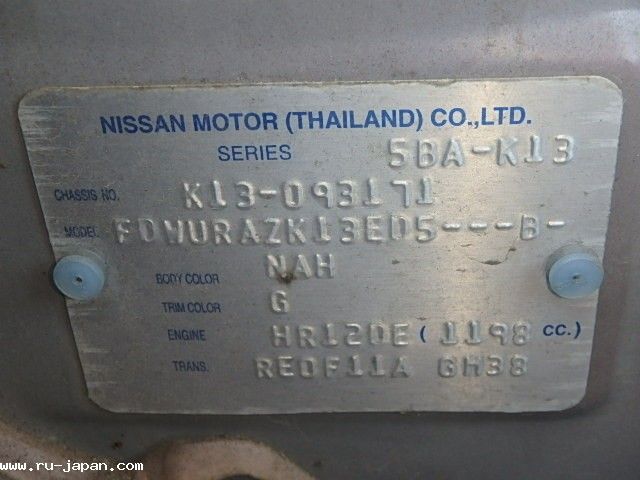 NISSAN MOTOR (THAILAND) CO.,LTD.
SERIES 5BA-K13
CHASSIS NO. K13-093171
MODEL FDWURAZK13ED5---B-
BODY COLOR NAH
TRIM COLOR G
ENGINE HR12DE ( 1198 CC.)
TRANS. RE0F11A GH38
www.ru-japan.com